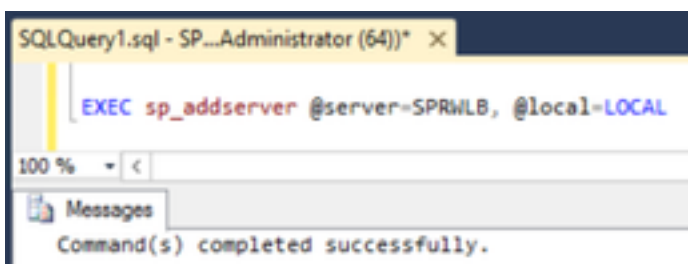 SQLQuery1.sql - SP...Administrator (64))* ×
EXEC sp_addserver @server=SPRWLB, @local=LOCAL
100 %
Messages
Command(s) completed successfully.